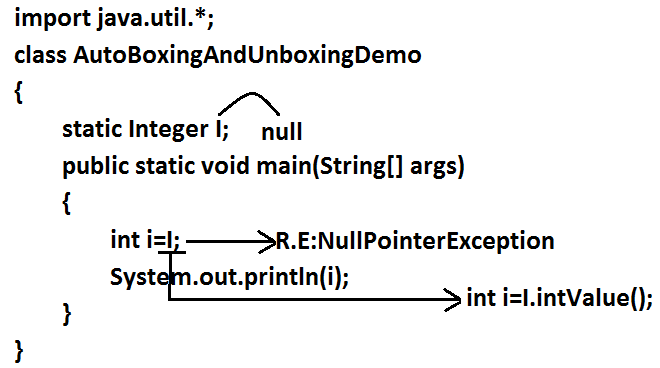 import java.util.*;
class AutoBoxingAndUnboxingDemo
{
static Integer I; null
public static void main(String[] args)
{
int i=I; R.E:NullPointerException
System.out.println(i);
int i=I.intValue();
}
}